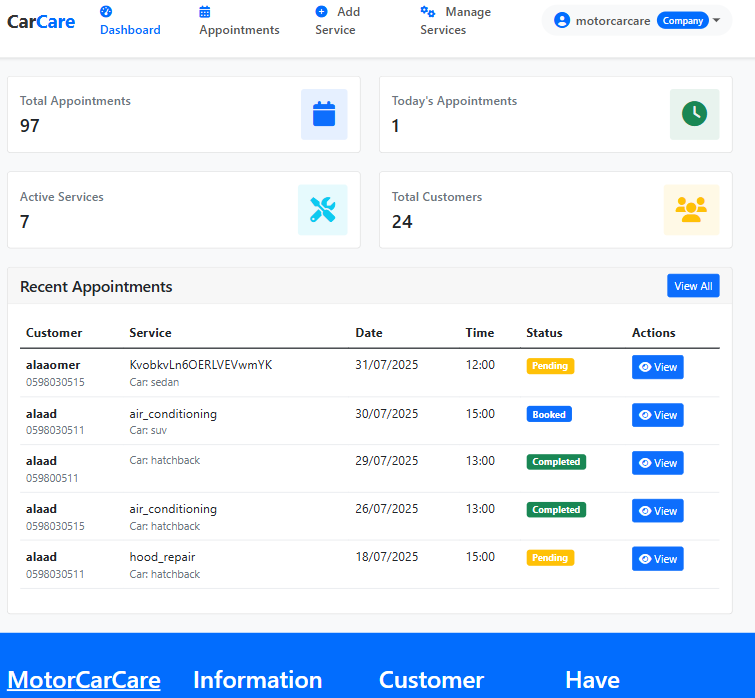 CarCare Dashboard Appointments Add Service Manage Services motorcarcare Company
Total Appointments
97
Today's Appointments
1
Active Services
7
Total Customers
24
Recent Appointments View All
Customer Service Date Time Status Actions
alaaomer KvobkvLn6OERLVEVwmYK 31/07/2025 12:00 Pending View
0598030515 Car: sedan
alaad air_conditioning 30/07/2025 15:00 Booked View
0598030511 Car: suv
alaad Car: hatchback 29/07/2025 13:00 Completed View
059800511
alaad air_conditioning 26/07/2025 13:00 Completed View
0598030515 Car: hatchback
alaad hood_repair 18/07/2025 15:00 Pending View
0598030511 Car: hatchback
MotorCarCare Information Customer Have